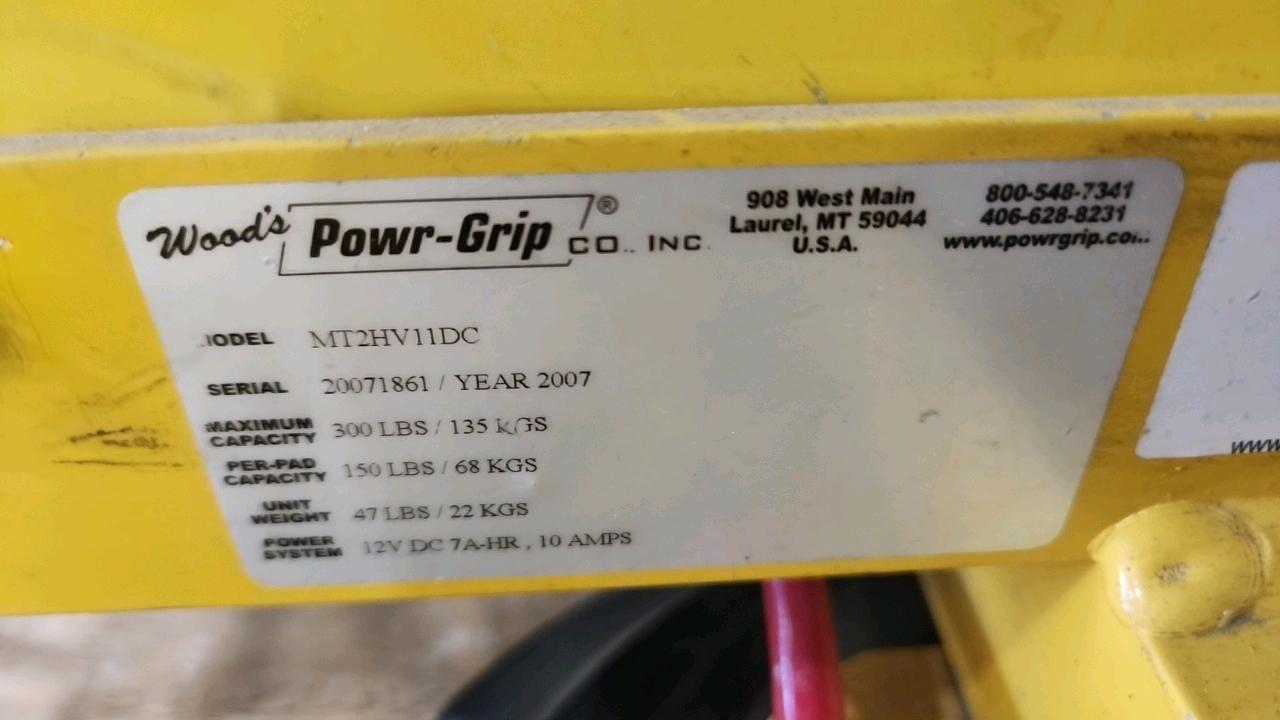 Wood's Powr-Grip® CO., INC.
908 West Main
Laurel, MT 59044
U.S.A.
800-548-7341
406-628-8231
www.powrgrip.co
MODEL MT2HV11DC
SERIAL 20071861 / YEAR 2007
MAXIMUM CAPACITY 300 LBS / 135 KGS
PER-PAD CAPACITY 150 LBS / 68 KGS
UNIT WEIGHT 47 LBS / 22 KGS
POWER SYSTEM 12V DC 7A-HR , 10 AMPS
www